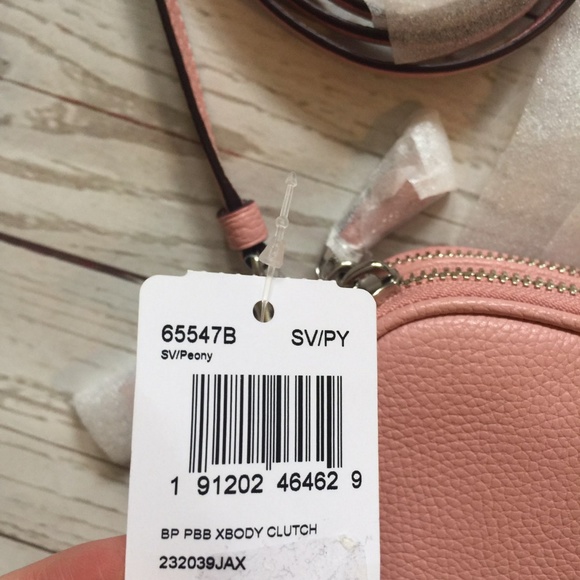 65547B SV/PY
SV/Peony
1 91202 46462 9
BP PBB XBODY CLUTCH
232039JAX